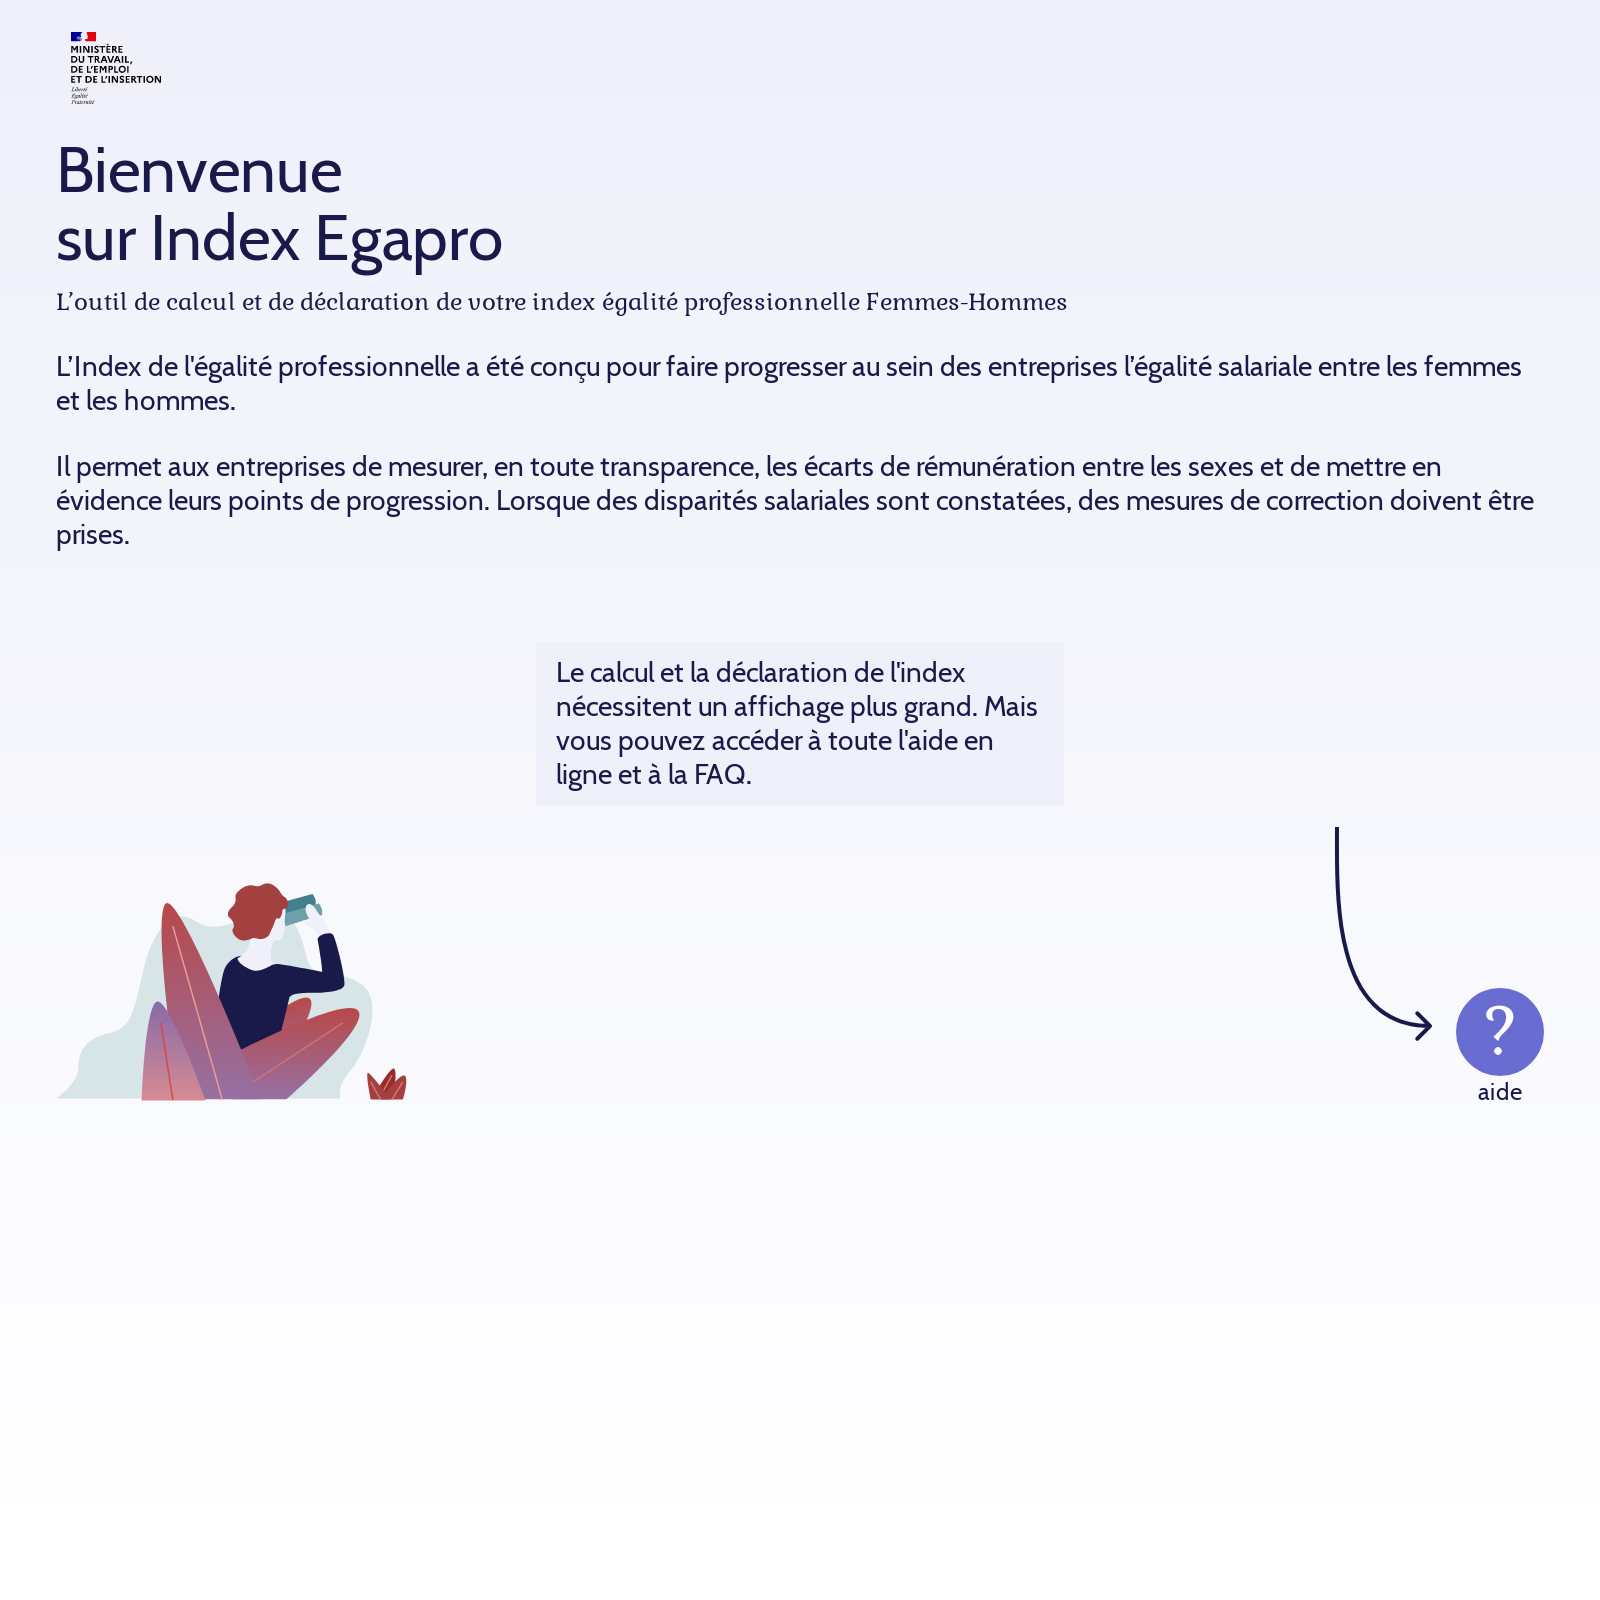 MINISTÈRE
DU TRAVAIL,
DE L'EMPLOI
ET DE L'INSERTION
Liberté
Égalité
Fraternité
Bienvenue
sur Index Egapro
L’outil de calcul et de déclaration de votre index égalité professionnelle Femmes-Hommes
L’Index de l'égalité professionnelle a été conçu pour faire progresser au sein des entreprises l’égalité salariale entre les femmes
et les hommes.
Il permet aux entreprises de mesurer, en toute transparence, les écarts de rémunération entre les sexes et de mettre en
évidence leurs points de progression. Lorsque des disparités salariales sont constatées, des mesures de correction doivent être
prises.
Le calcul et la déclaration de l'index
nécessitent un affichage plus grand. Mais
vous pouvez accéder à toute l'aide en
ligne et à la FAQ.
?
aide